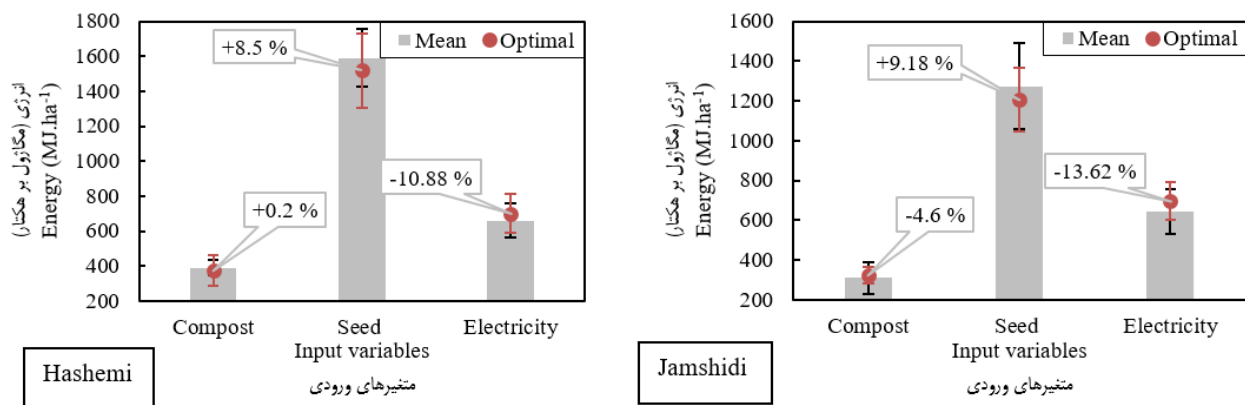 1800
1600
1400
1200
1000
800
600
400
200
انرژی (مگاژول بر هکتار)
Energy (MJ.ha-1)
Mean
Optimal
+8.5 %
+0.2 %
-10.88 %
Compost
Seed
Electricity
Input variables
متغیرهای ورودی
Hashemi
1600
1400
1200
1000
800
600
400
200
انرژی (مگاژول بر هکتار)
Energy (MJ.ha-1)
Mean
Optimal
+9.18 %
-4.6 %
-13.62 %
Compost
Seed
Electricity
Input variables
متغیرهای ورودی
Jamshidi